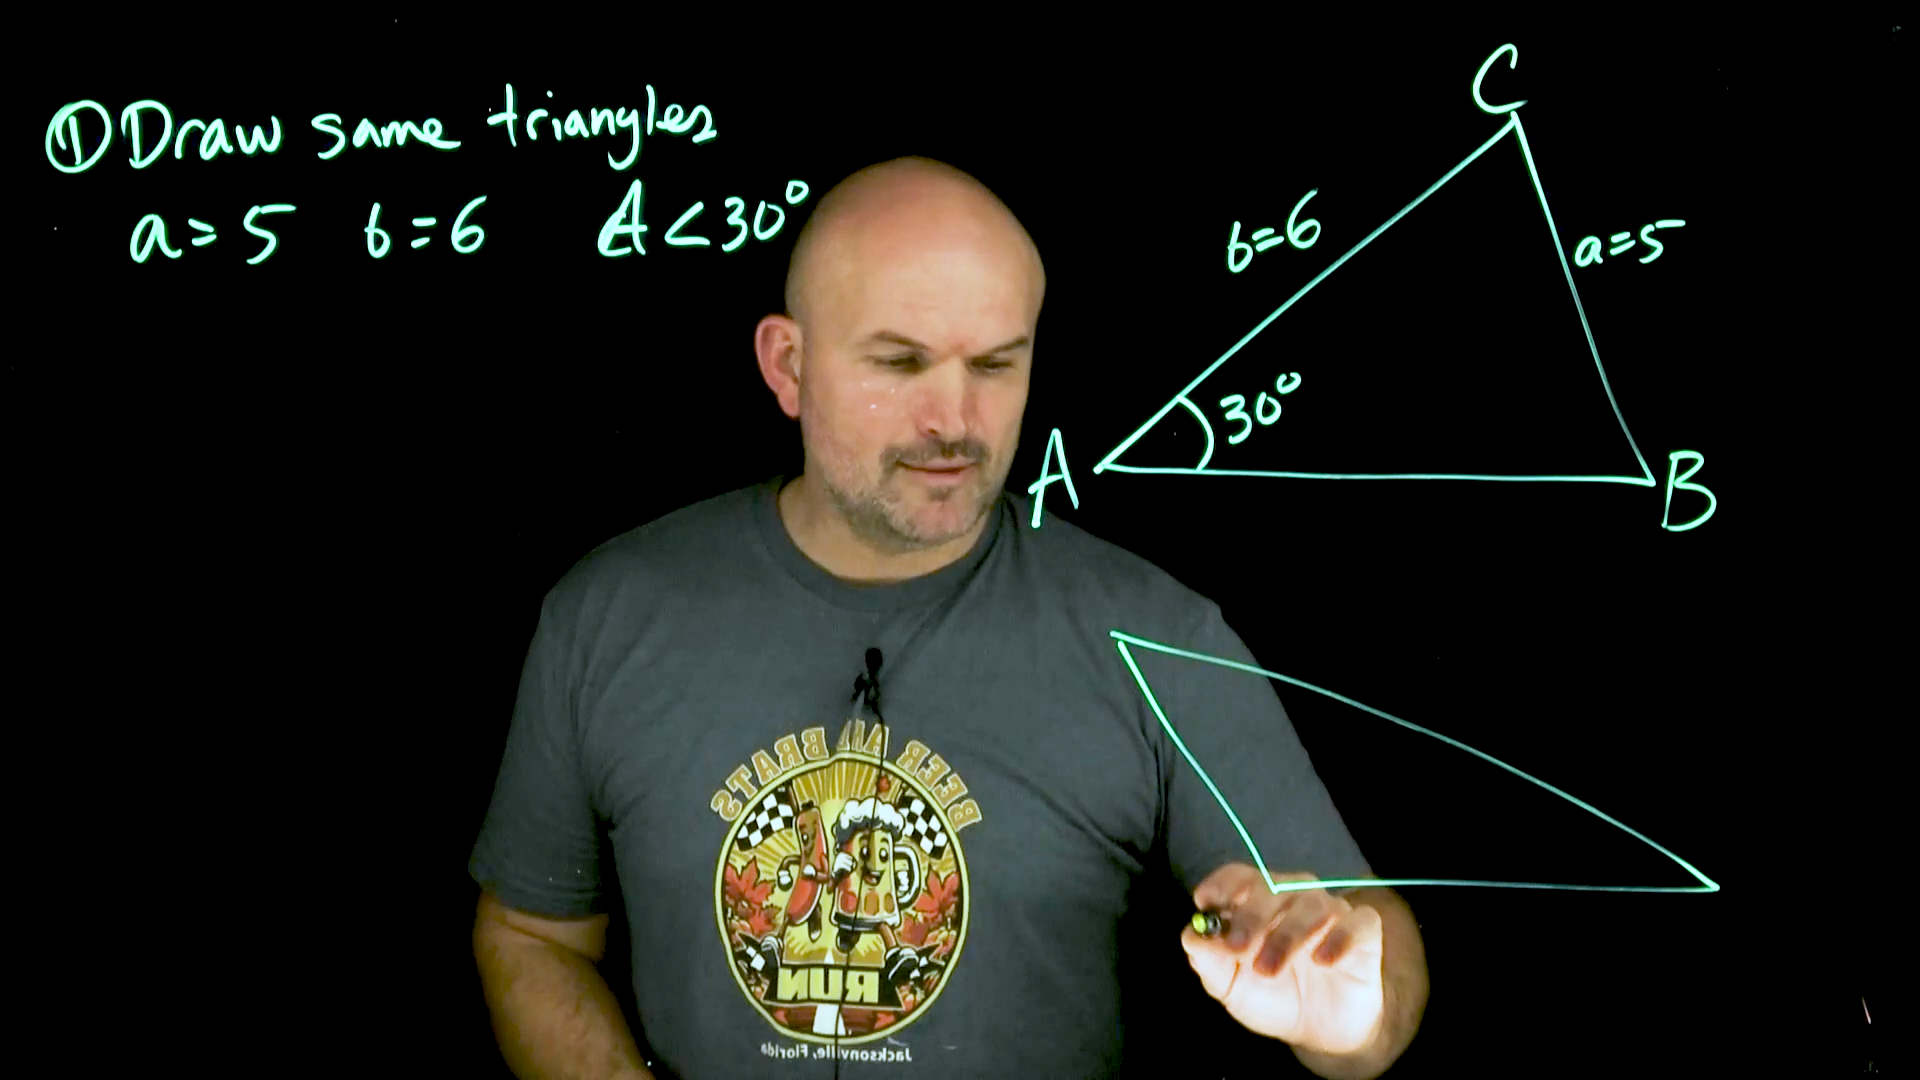 ① Draw same triangles
a = 5 b = 6 A < 30°
C
b=6
a=5
30°
A
B
BEER AND BRATS
RUN
Jacksonville, Florida